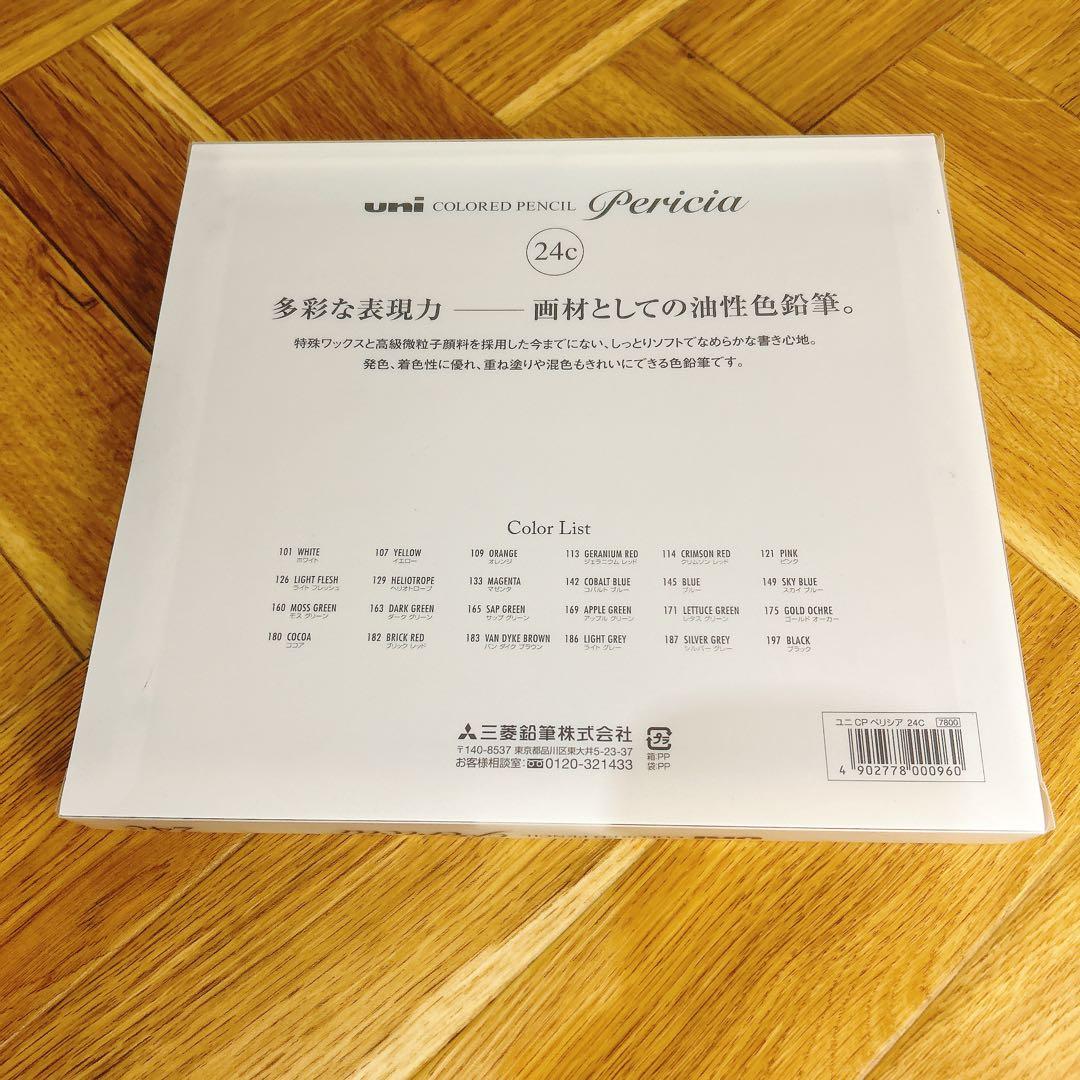 uni COLORED PENCIL Pericia
24c
多彩な表現力 ―― 画材としての油性色鉛筆。
特殊ワックスと高級微粒子顔料を採用した今までにない、しっとりソフトでなめらかな書き心地。
発色、着色性に優れ、重ね塗りや混色もきれいにできる色鉛筆です。
Color List
101 WHITE 107 YELLOW 109 ORANGE 113 GERANIUM RED 114 CRIMSON RED 121 PINK
ホワイト イエロー オレンジ ジェラニウム レッド クリムソン レッド ピンク
126 LIGHT FLESH 129 HELIOTROPE 133 MAGENTA 142 COBALT BLUE 145 BLUE 149 SKY BLUE
ライト フレッシュ ヘリオトロープ マゼンタ コバルト ブルー ブルー スカイ ブルー
160 MOSS GREEN 163 DARK GREEN 165 SAP GREEN 169 APPLE GREEN 171 LETTUCE GREEN 175 GOLD OCHRE
モス グリーン ダーク グリーン サップ グリーン アップル グリーン レタス グリーン ゴールド オーカー
180 COCOA 182 BRICK RED 183 VAN DYKE BROWN 186 LIGHT GREY 187 SILVER GREY 197 BLACK
ココア ブリック レッド バン ダイク ブラウン ライト グレー シルバー グレー ブラック
三菱鉛筆株式会社
〒140-8537 東京都品川区東大井5-23-37
お客様相談室:0120-321433
プラ
箱:PP
袋:PP
ユニ CP ペリシア 24C 7800
4 902778 000960